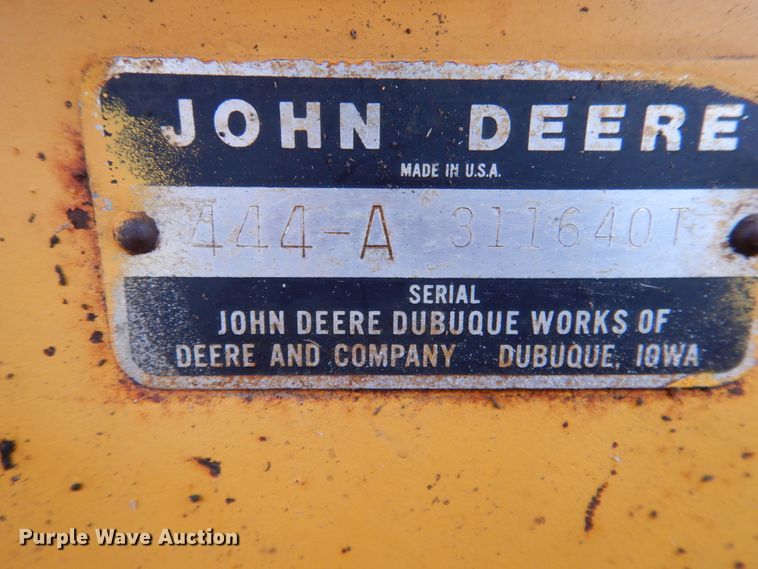 JOHN DEERE
MADE IN U.S.A.
444-A 311640T
SERIAL
JOHN DEERE DUBUQUE WORKS OF
DEERE AND COMPANY DUBUQUE, IOWA
Purple Wave Auction